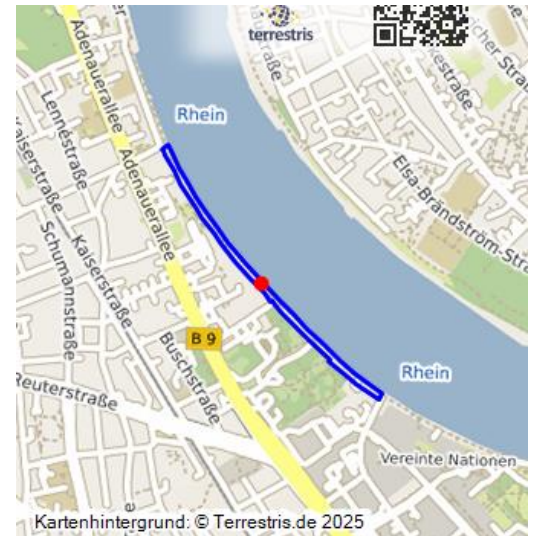 terrestris
Rhein
Adenauerallee
Lennéstraße
Kaiserstraße
Adenauerallee
Elsa-Brändström-Stra
Kaiserstraße
Schumannstraße
B 9
Buschstraße
Reuterstraße
Rhein
Vereinte Nationen
Kartenhintergrund: © Terrestris.de 2025